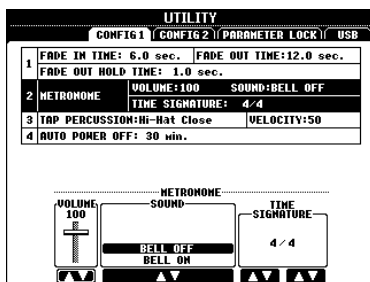 UTILITY
CONFIG 1 CONFIG 2 PARAMETER LOCK USB
1 FADE IN TIME: 6.0 sec. FADE OUT TIME:12.0 sec.
FADE OUT HOLD TIME: 1.0 sec.
2 METRONOME VOLUME:100 SOUND:BELL OFF
TIME SIGNATURE: 4/4
3 TAP PERCUSSION:Hi-Hat Close VELOCITY:50
4 AUTO POWER OFF: 30 min.
METRONOME
VOLUME SOUND TIME SIGNATURE
100
4/4
BELL OFF
BELL ON